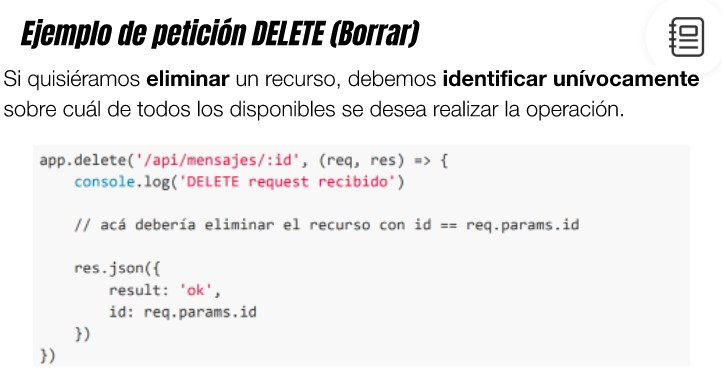 Ejemplo de petición DELETE (Borrar)
Si quisiéramos eliminar un recurso, debemos identificar unívocamente
sobre cuál de todos los disponibles se desea realizar la operación.
app.delete('/api/mensajes/:id', (req, res) => {
    console.log('DELETE request recibido')
    // acá debería eliminar el recurso con id == req.params.id
    res.json({
        result: 'ok',
        id: req.params.id
    })
})